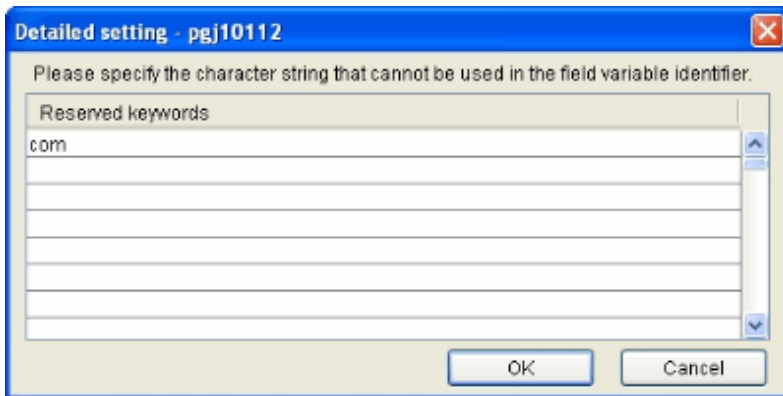 Detailed setting - pgj10112
Please specify the character string that cannot be used in the field variable identifier.
Reserved keywords
com
OK Cancel